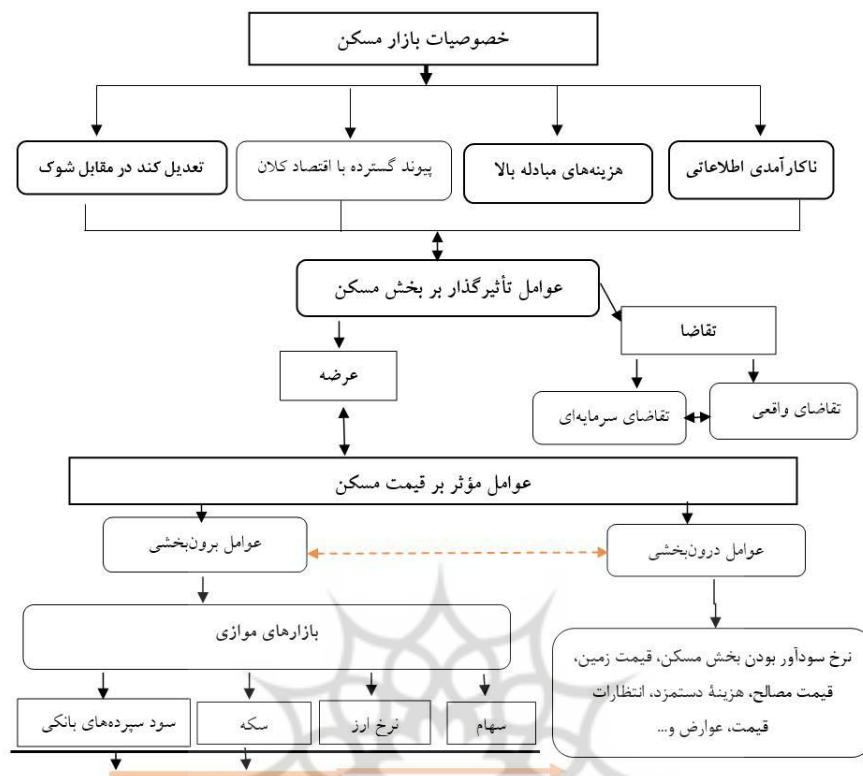 خصوصیات بازار مسکن
ناکارآمدی اطلاعاتی
هزینه‌های مبادله بالا
پیوند گسترده با اقتصاد کلان
تعدیل کند در مقابل شوک
عوامل تأثیرگذار بر بخش مسکن
تقاضا
عرضه
تقاضای واقعی
تقاضای سرمایه‌ای
عوامل مؤثر بر قیمت مسکن
عوامل درون‌بخشی
عوامل برون‌بخشی
بازارهای موازی
نرخ سودآور بودن بخش مسکن، قیمت زمین،
قیمت مصالح، هزینهٔ دستمزد، انتظارات
قیمت، عوارض و...
سهام
نرخ ارز
سکه
سود سپرده‌های بانکی